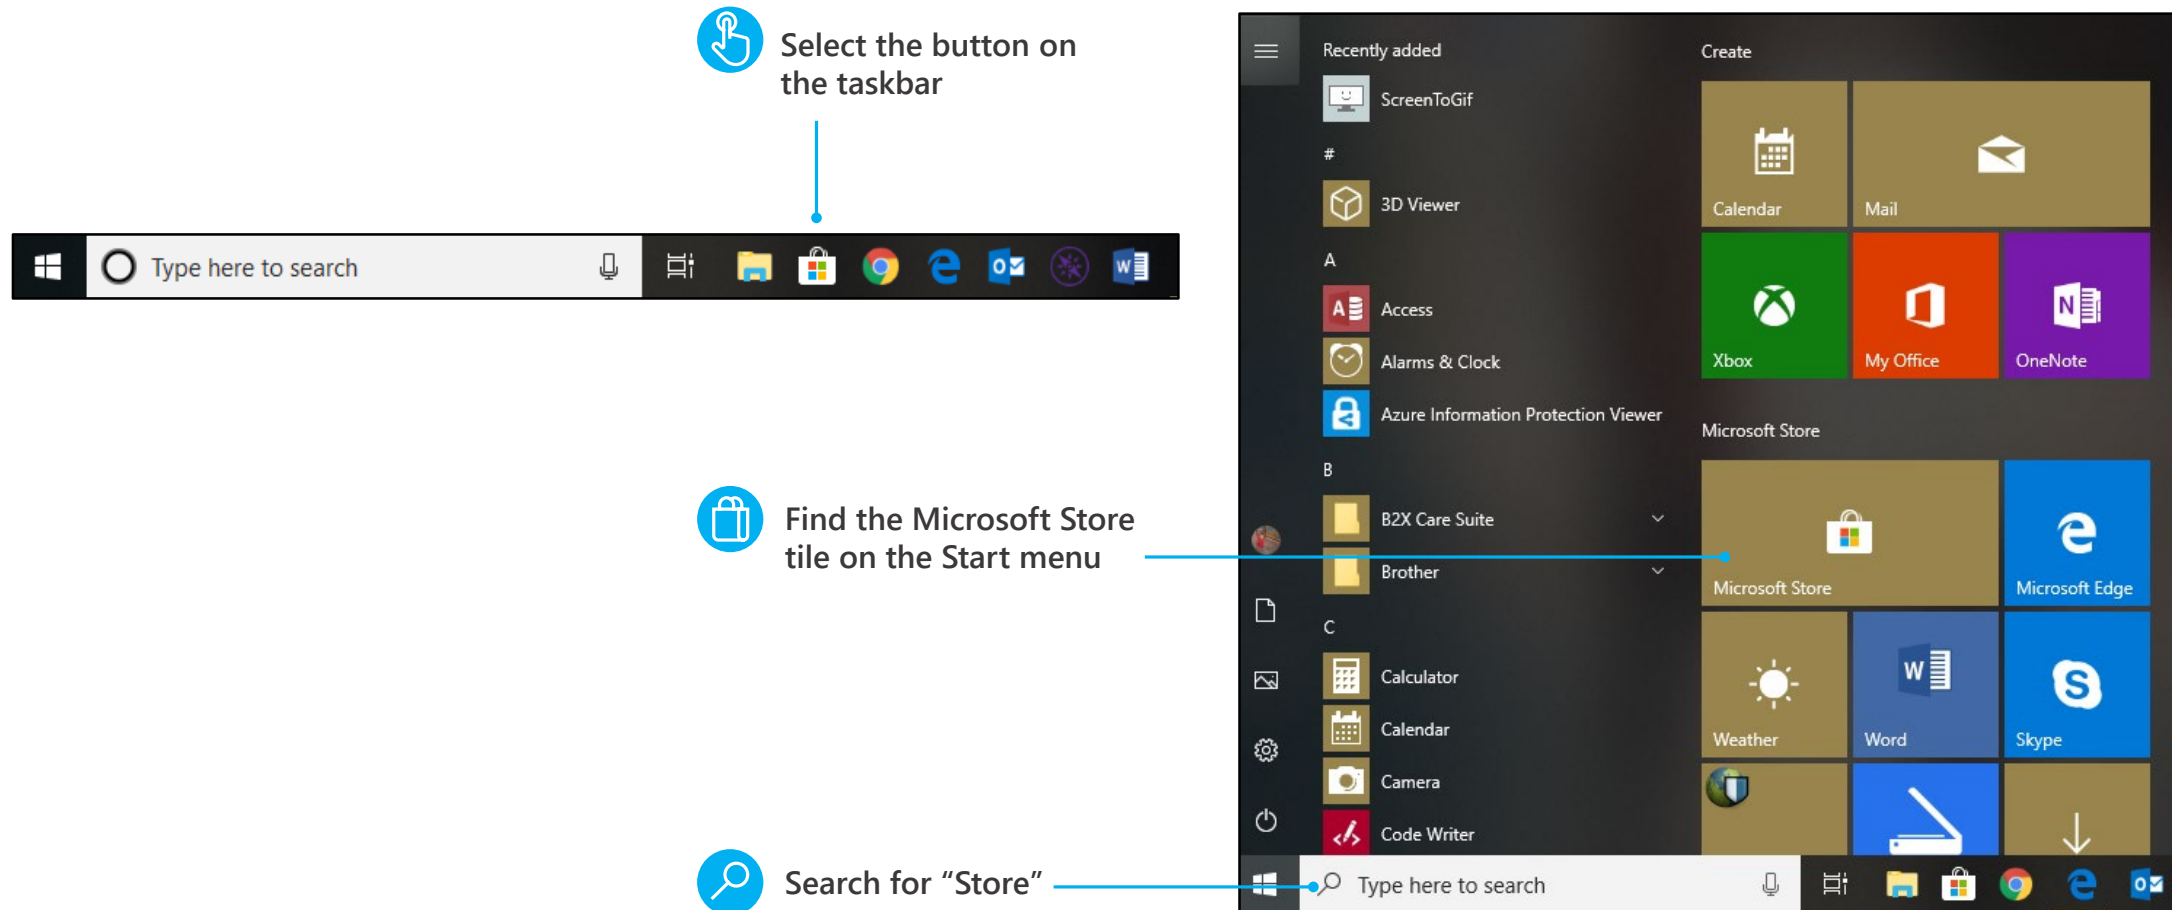 Select the button on
the taskbar
Type here to search
Find the Microsoft Store
tile on the Start menu
Search for “Store”
Recently added
ScreenToGif
#
3D Viewer
A
Access
Alarms & Clock
Azure Information Protection Viewer
B
B2X Care Suite
Brother
C
Calculator
Calendar
Camera
Code Writer
Create
Calendar
Mail
Xbox
My Office
OneNote
Microsoft Store
Microsoft Store
Microsoft Edge
Weather
Word
Skype
Type here to search